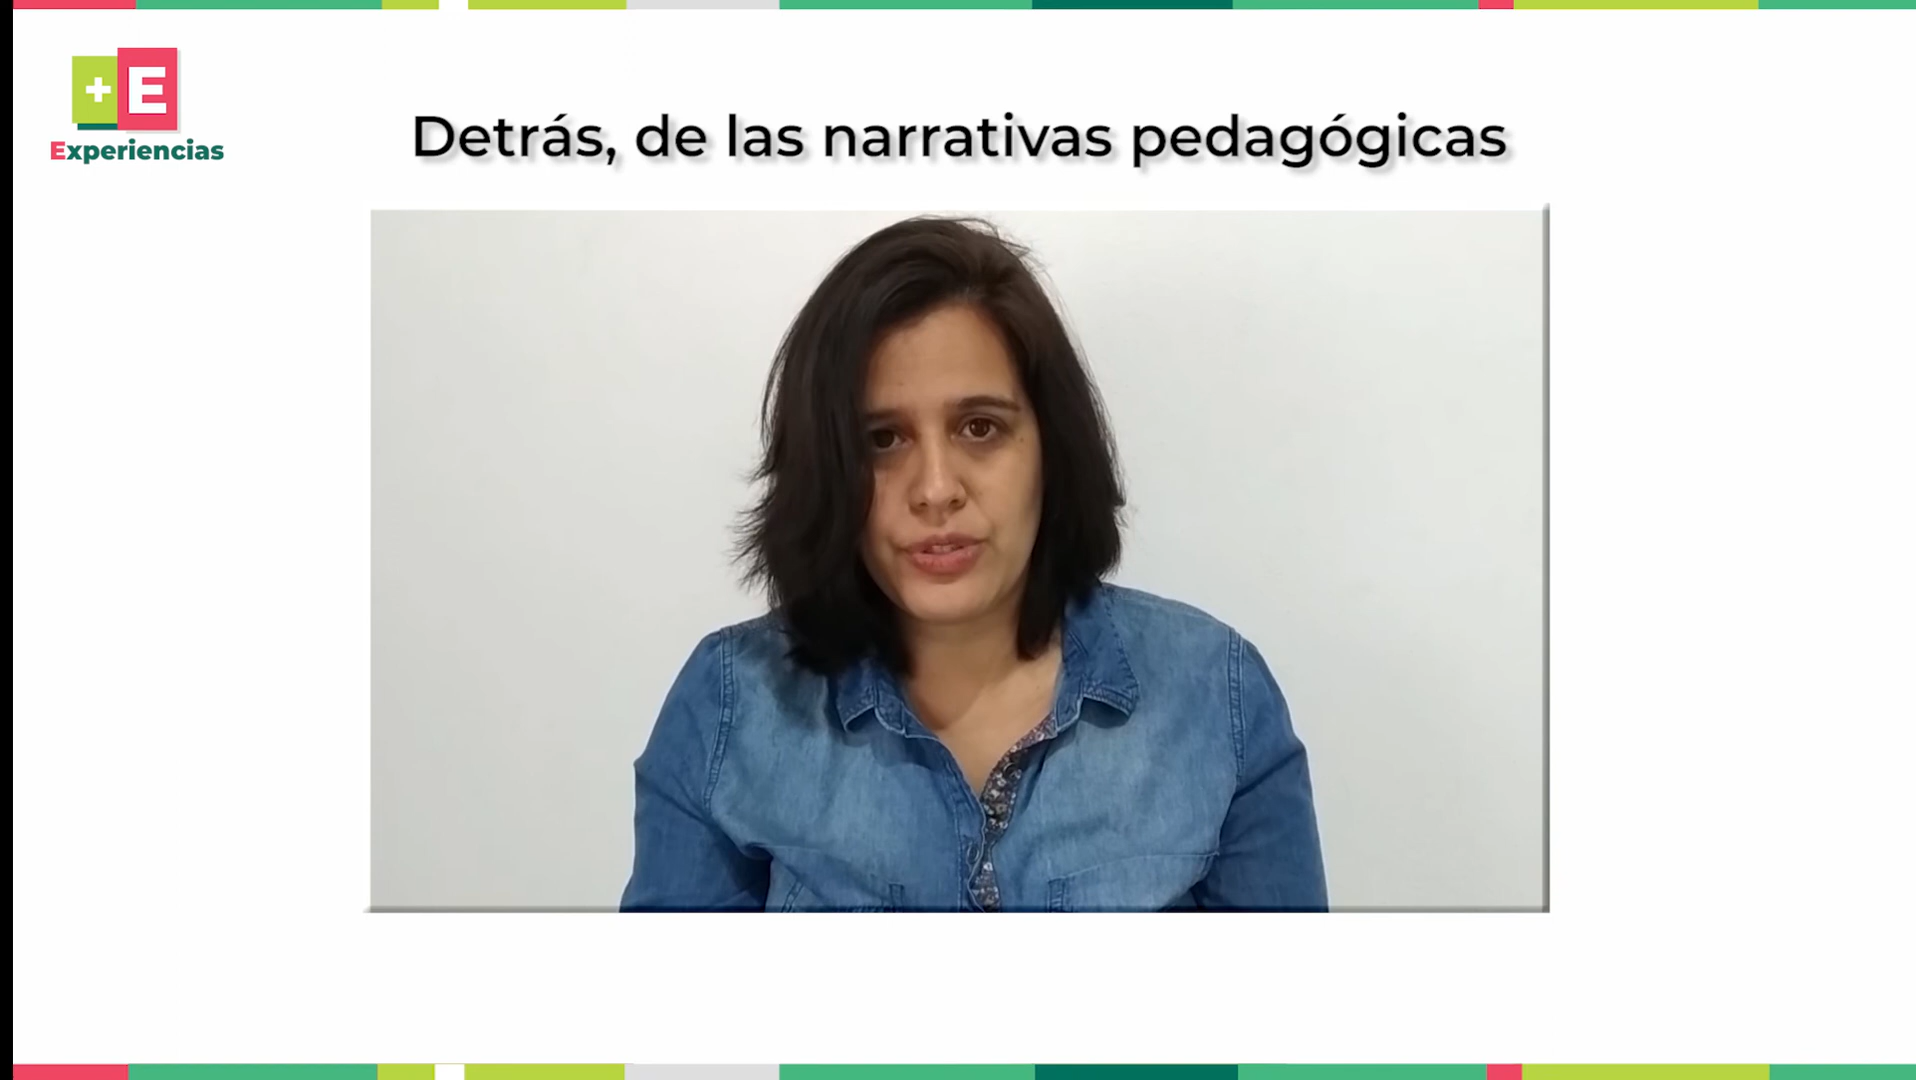 +E
Experiencias
Detrás, de las narrativas pedagógicas